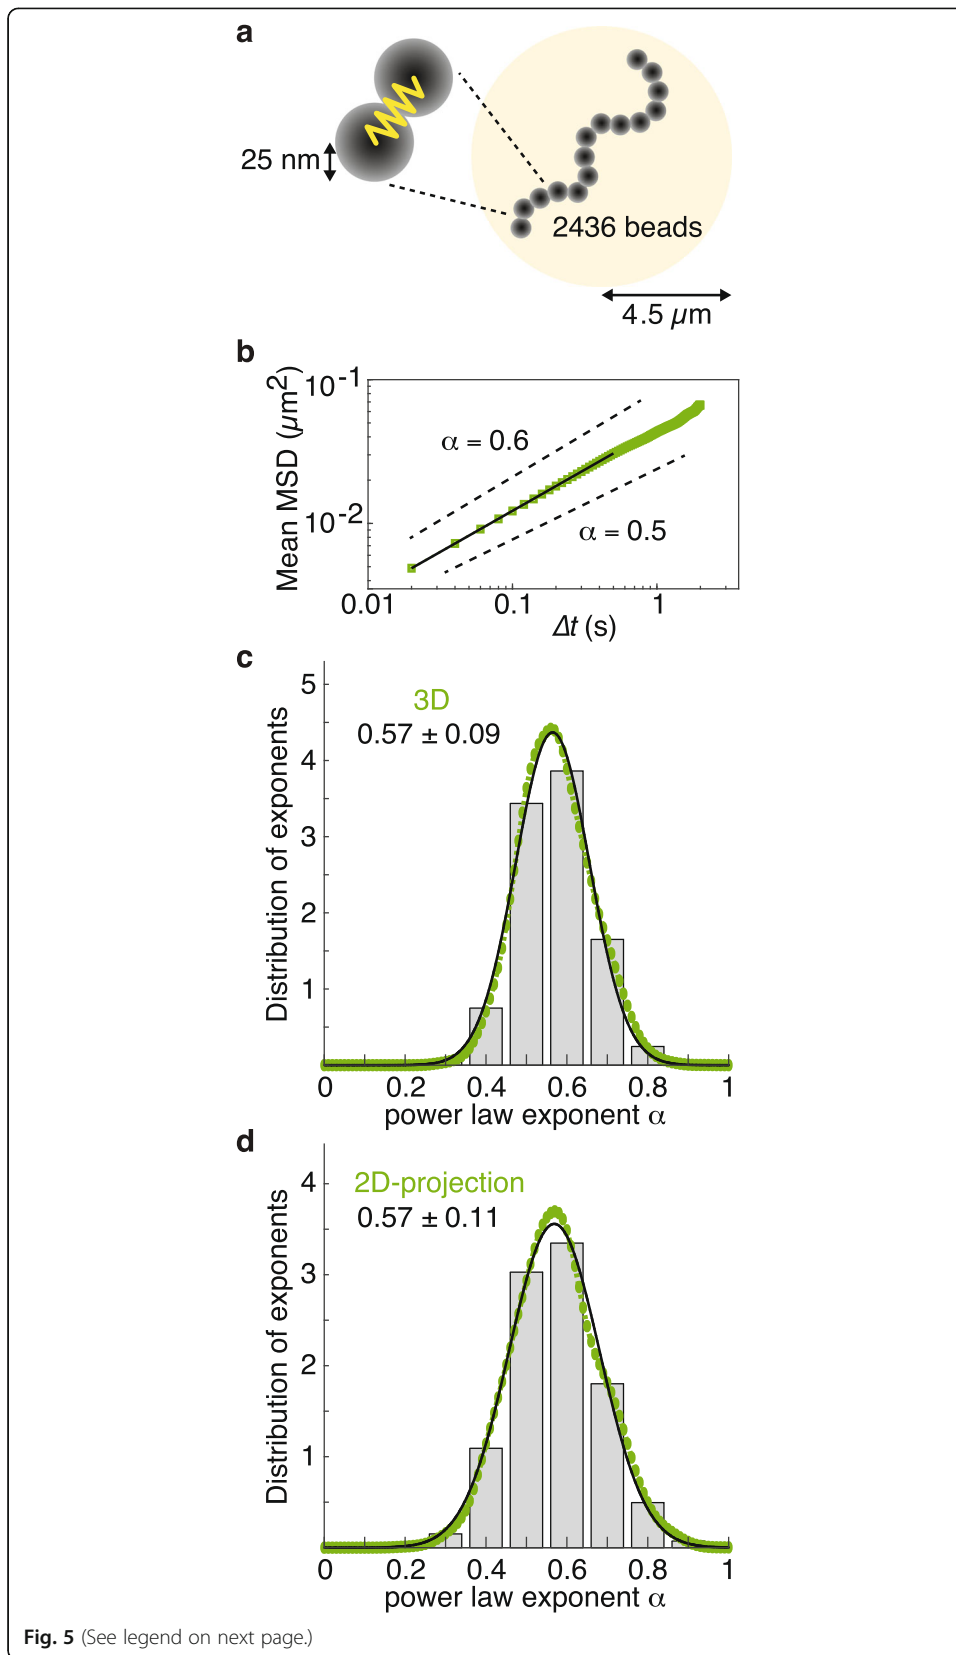 a
25 nm
2436 beads
4.5 µm
b
Mean MSD (µm²)
10⁻¹
10⁻²
α = 0.6
α = 0.5
0.01 0.1 1
Δt (s)
c
Distribution of exponents
5
4
3
2
1
3D
0.57 ± 0.09
0 0.2 0.4 0.6 0.8 1
power law exponent α
d
Distribution of exponents
4
3
2
1
2D-projection
0.57 ± 0.11
0 0.2 0.4 0.6 0.8 1
power law exponent α
Fig. 5 (See legend on next page.)